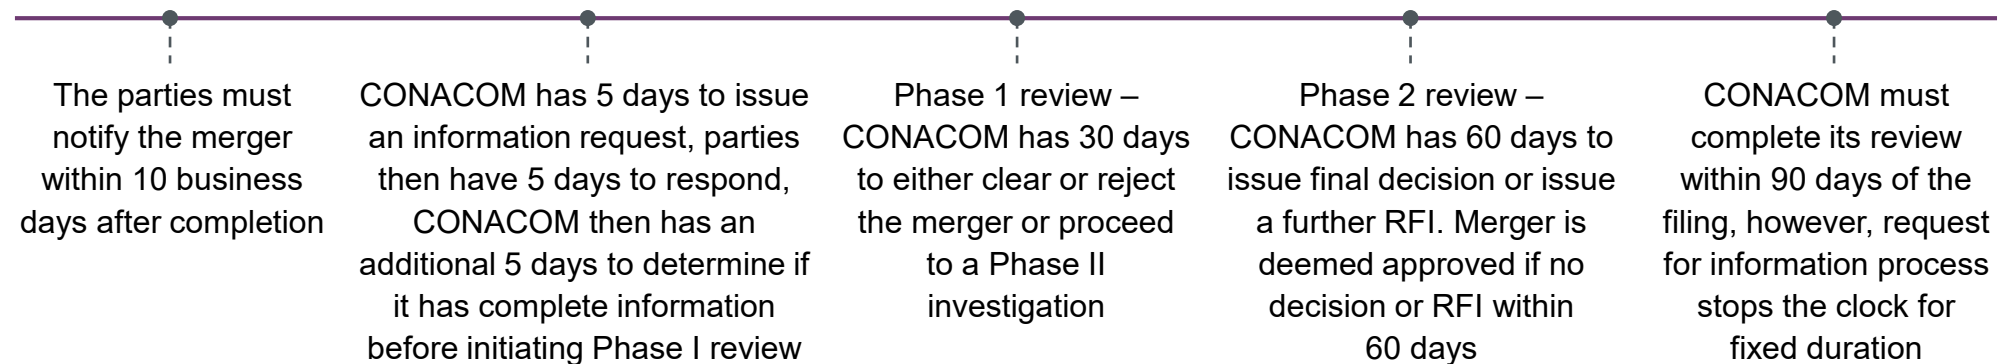 The parties must
notify the merger
within 10 business
days after completion
CONACOM has 5 days to issue
an information request, parties
then have 5 days to respond,
CONACOM then has an
additional 5 days to determine if
it has complete information
before initiating Phase I review
Phase 1 review –
CONACOM has 30 days
to either clear or reject
the merger or proceed
to a Phase II
investigation
Phase 2 review –
CONACOM has 60 days to
issue final decision or issue
a further RFI. Merger is
deemed approved if no
decision or RFI within
60 days
CONACOM must
complete its review
within 90 days of the
filing, however, request
for information process
stops the clock for
fixed duration